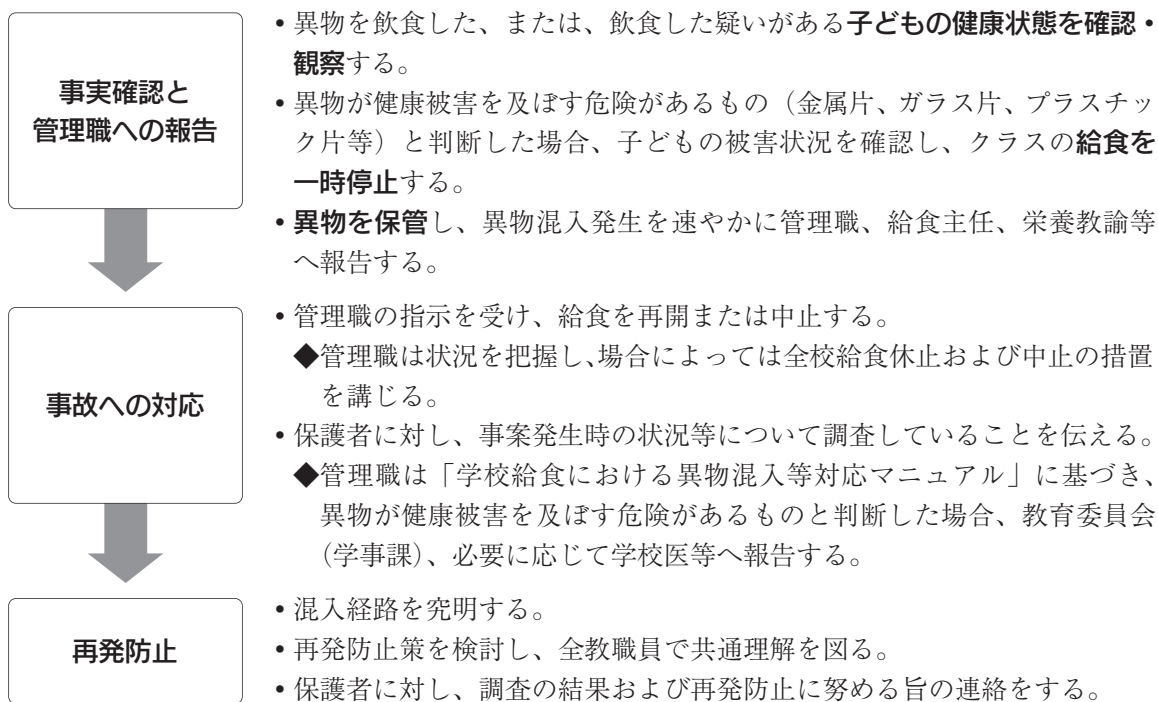 事実確認と
管理職への報告
•異物を飲食した、または、飲食した疑いがある子どもの健康状態を確認・
観察する。
•異物が健康被害を及ぼす危険があるもの（金属片、ガラス片、プラスチッ
ク片等）と判断した場合、子どもの被害状況を確認し、クラスの給食を
一時停止する。
•異物を保管し、異物混入発生を速やかに管理職、給食主任、栄養教諭等
へ報告する。
事故への対応
•管理職の指示を受け、給食を再開または中止する。
◆管理職は状況を把握し、場合によっては全校給食休止および中止の措置
を講じる。
•保護者に対し、事案発生時の状況等について調査していることを伝える。
◆管理職は「学校給食における異物混入等対応マニュアル」に基づき、
異物が健康被害を及ぼす危険があるものと判断した場合、教育委員会
（学事課）、必要に応じて学校医等へ報告する。
再発防止
•混入経路を究明する。
•再発防止策を検討し、全教職員で共通理解を図る。
•保護者に対し、調査の結果および再発防止に努める旨の連絡をする。